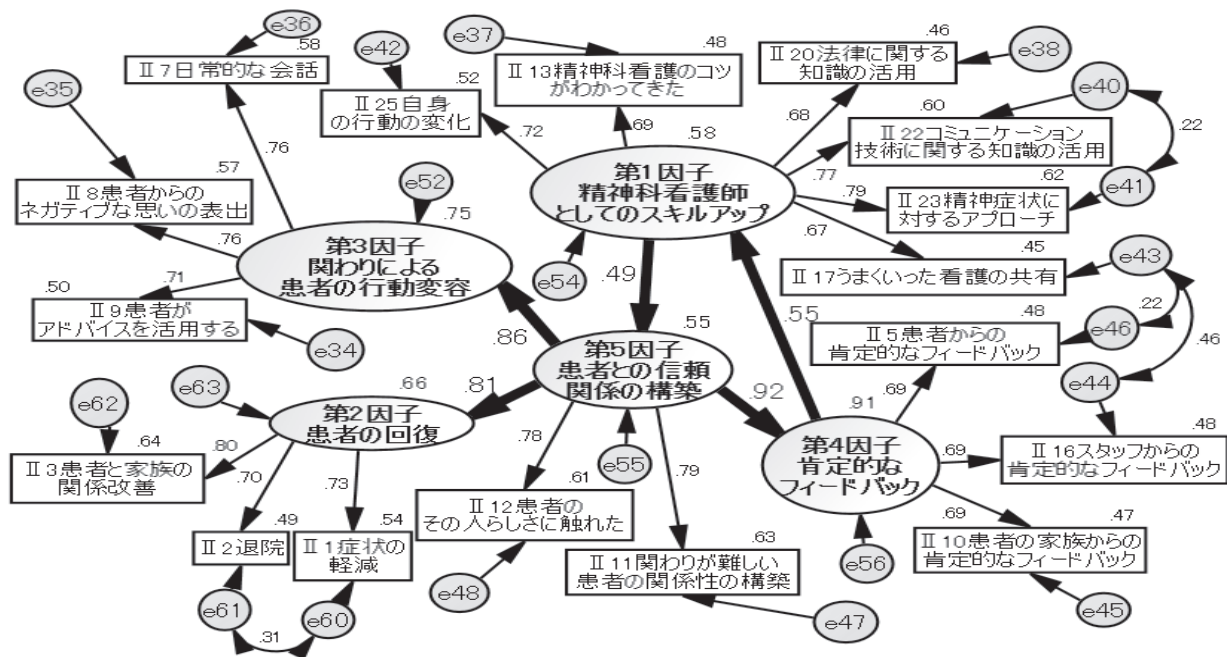 e36
.58
Ⅱ7日常的な会話
e42
.52
Ⅱ25自身
の行動の変化
e37
.48
Ⅱ13精神科看護のコツ
がわかってきた
.46
Ⅱ20法律に関する
知識の活用
e38
e35
.57
Ⅱ8患者からの
ネガティブな思いの表出
.76
.72
.69
.58
.68
.60
Ⅱ22コミュニケーション
技術に関する知識の活用
e40
.22
.77
第1因子
精神科看護師
としてのスキルアップ
.79
.62
Ⅱ23精神症状に
対するアプローチ
e41
e52
.75
.76
第3因子
関わりによる
患者の行動変容
.67
.45
Ⅱ17うまくいった看護の共有
e43
e54
.49
.50
.71
Ⅱ9患者が
アドバイスを活用する
e34
.86
.55
第5因子
患者との信頼
関係の構築
.55
.48
Ⅱ5患者からの
肯定的なフィードバック
e46
.22
.46
e44
e63
.66
.81
.92
.69
.91
e62
.64
Ⅱ3患者と家族の
関係改善
.80
第2因子
患者の回復
.70
.73
.78
e55
.79
第4因子
肯定的な
フィードバック
.69
.48
Ⅱ16スタッフからの
肯定的なフィードバック
.61
Ⅱ12患者の
その人らしさに触れた
.49
Ⅱ2退院
.54
Ⅱ1症状の
軽減
.63
Ⅱ11関わりが難しい
患者の関係性の構築
e56
.69
.47
Ⅱ10患者の家族からの
肯定的なフィードバック
e48
e61
e60
.31
e47
e45